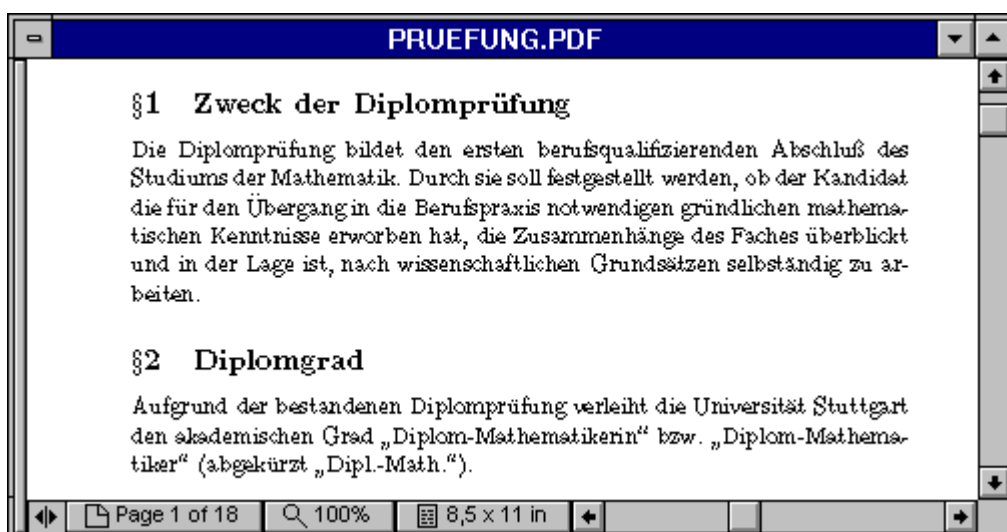 PRUEFUNG.PDF
§1 Zweck der Diplomprüfung
Die Diplomprüfung bildet den ersten berufsqualifizierenden Abschluß des
Studiums der Mathematik. Durch sie soll festgestellt werden, ob der Kandidat
die für den Übergang in die Berufspraxis notwendigen gründlichen mathema-
tischen Kenntnisse erworben hat, die Zusammenhänge des Faches überblickt
und in der Lage ist, nach wissenschaftlichen Grundsätzen selbständig zu ar-
beiten.
§2 Diplomgrad
Aufgrund der bestandenen Diplomprüfung verleiht die Universität Stuttgart
den akademischen Grad „Diplom-Mathematikerin“ bzw. „Diplom-Mathema-
tiker“ (abgekürzt „Dipl.-Math.“).
Page 1 of 18 100% 8,5 x 11 in